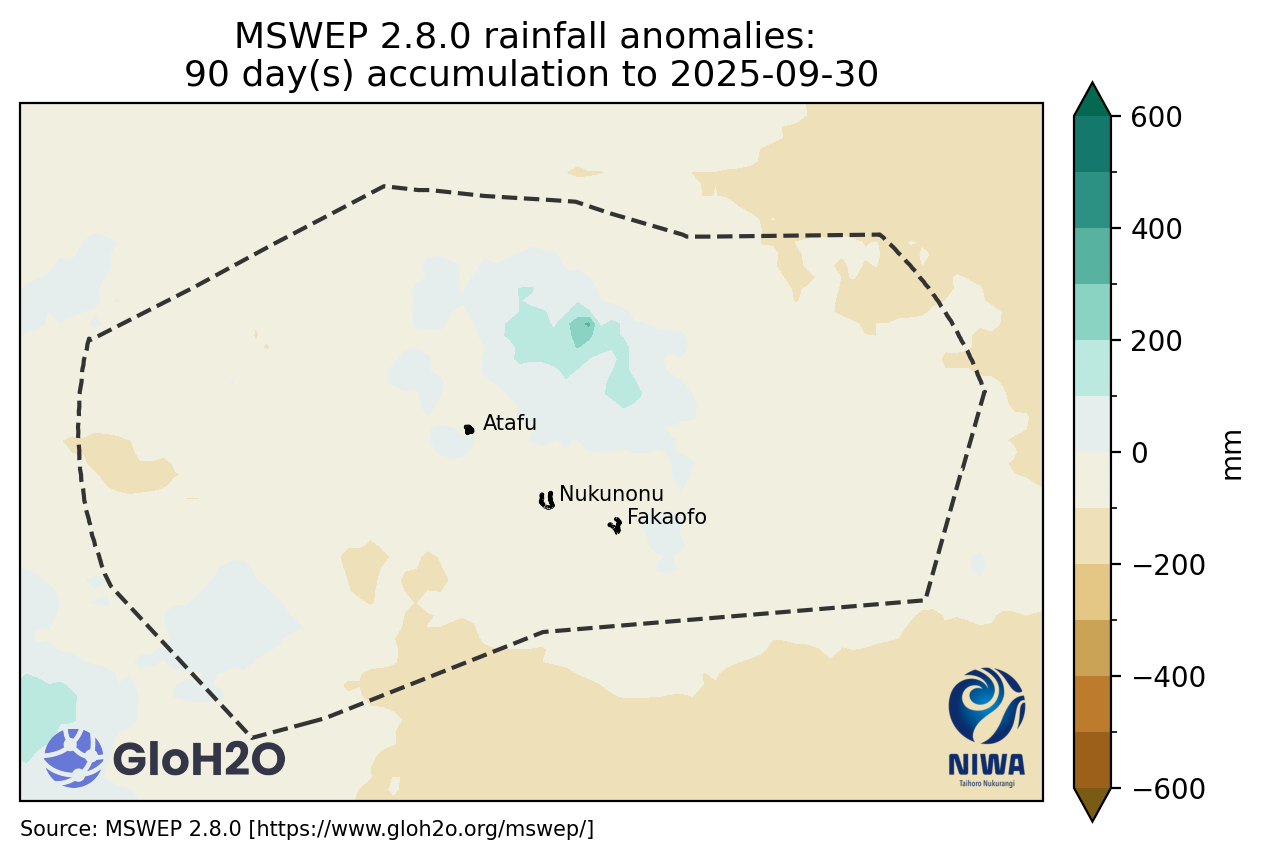 MSWEP 2.8.0 rainfall anomalies:
90 day(s) accumulation to 2025-09-30
600
400
200
0
−200
−400
−600
mm
Atafu
Nukunonu
Fakaofo
GloH2O
NIWA
Taihoro Nukurangi
Source: MSWEP 2.8.0 [https://www.gloh2o.org/mswep/]